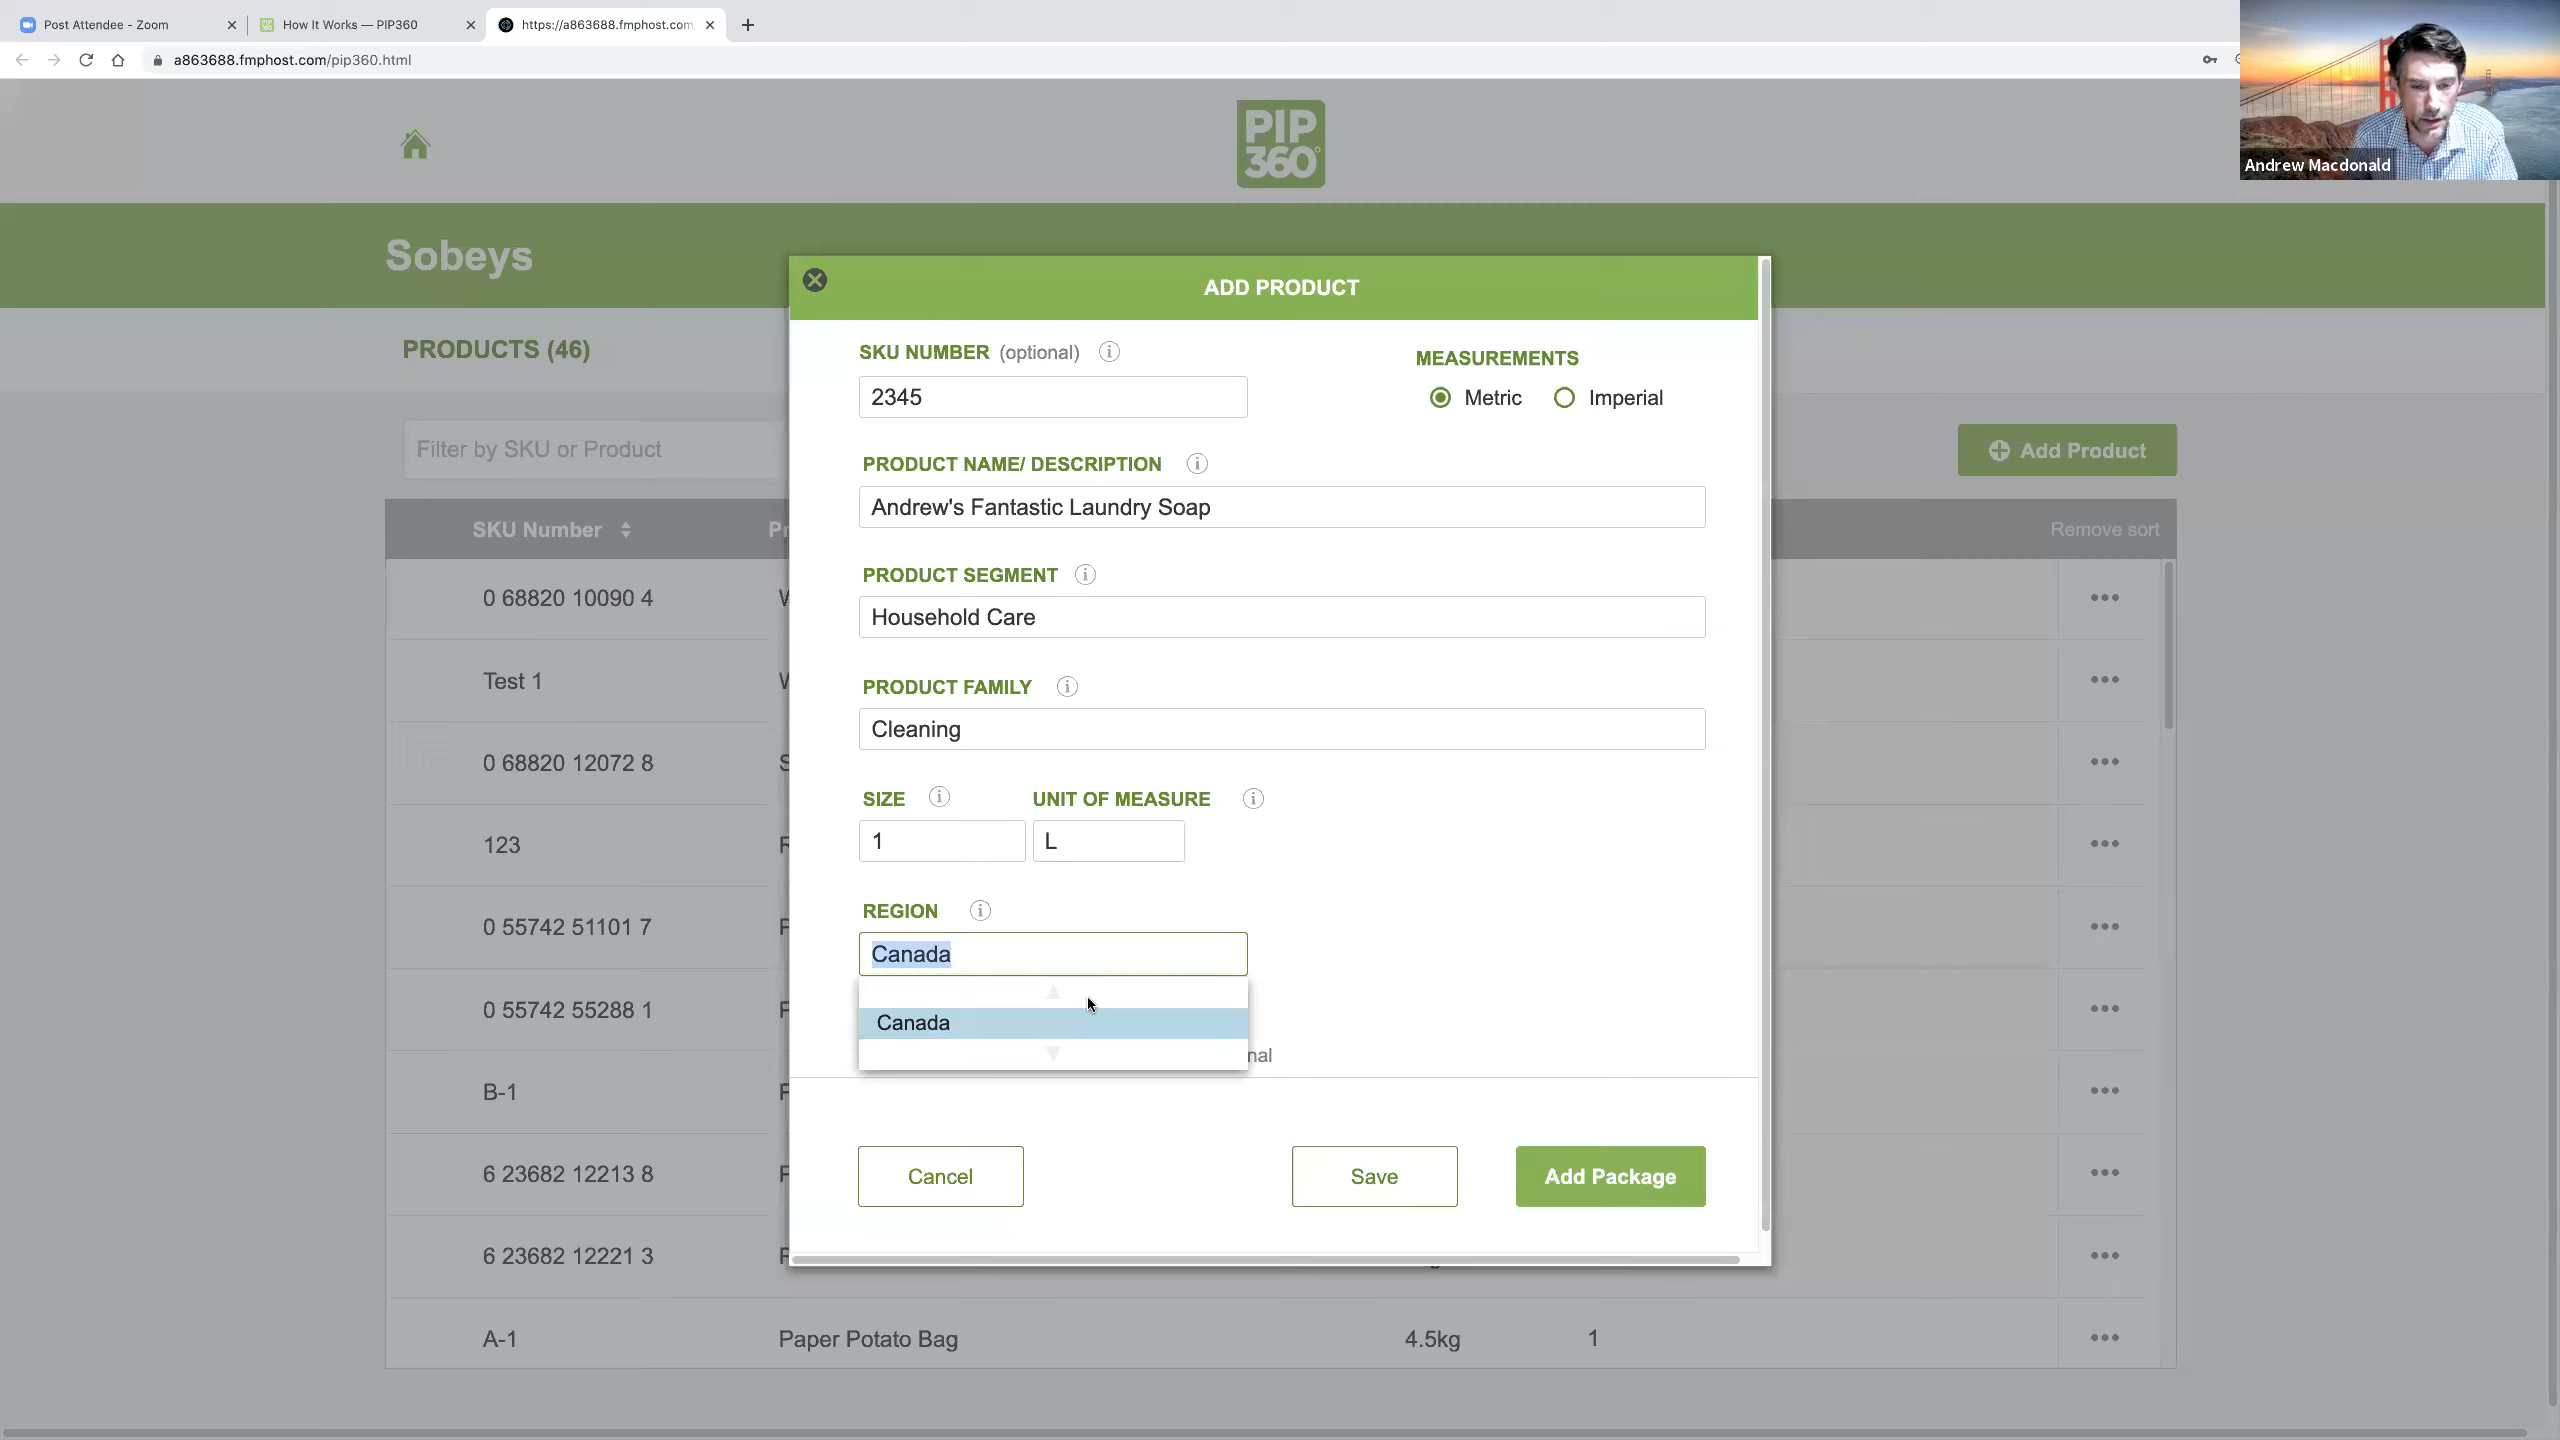 Post Attendee - Zoom
How It Works — PIP360
https://a863688.fmphost.com
a863688.fmphost.com/pip360.html
Andrew Macdonald
PIP
360°
Sobeys
PRODUCTS (46)
Filter by SKU or Product
Add Product
SKU Number
Remove sort
0 68820 10090 4
Test 1
0 68820 12072 8
123
0 55742 51101 7
0 55742 55288 1
B-1
6 23682 12213 8
6 23682 12221 3
A-1 Paper Potato Bag 4.5kg 1
ADD PRODUCT
SKU NUMBER (optional)
2345
MEASUREMENTS
Metric Imperial
PRODUCT NAME/ DESCRIPTION
Andrew's Fantastic Laundry Soap
PRODUCT SEGMENT
Household Care
PRODUCT FAMILY
Cleaning
SIZE UNIT OF MEASURE
1 L
REGION
Canada
Canada
Cancel Save Add Package